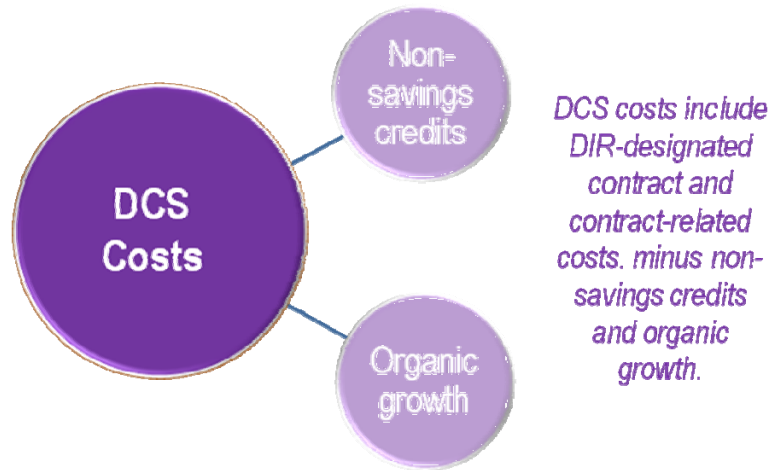 Non-
savings
credits
DCS
Costs
Organic
growth
DCS costs include
DIR-designated
contract and
contract-related
costs. minus non-
savings credits
and organic
growth.